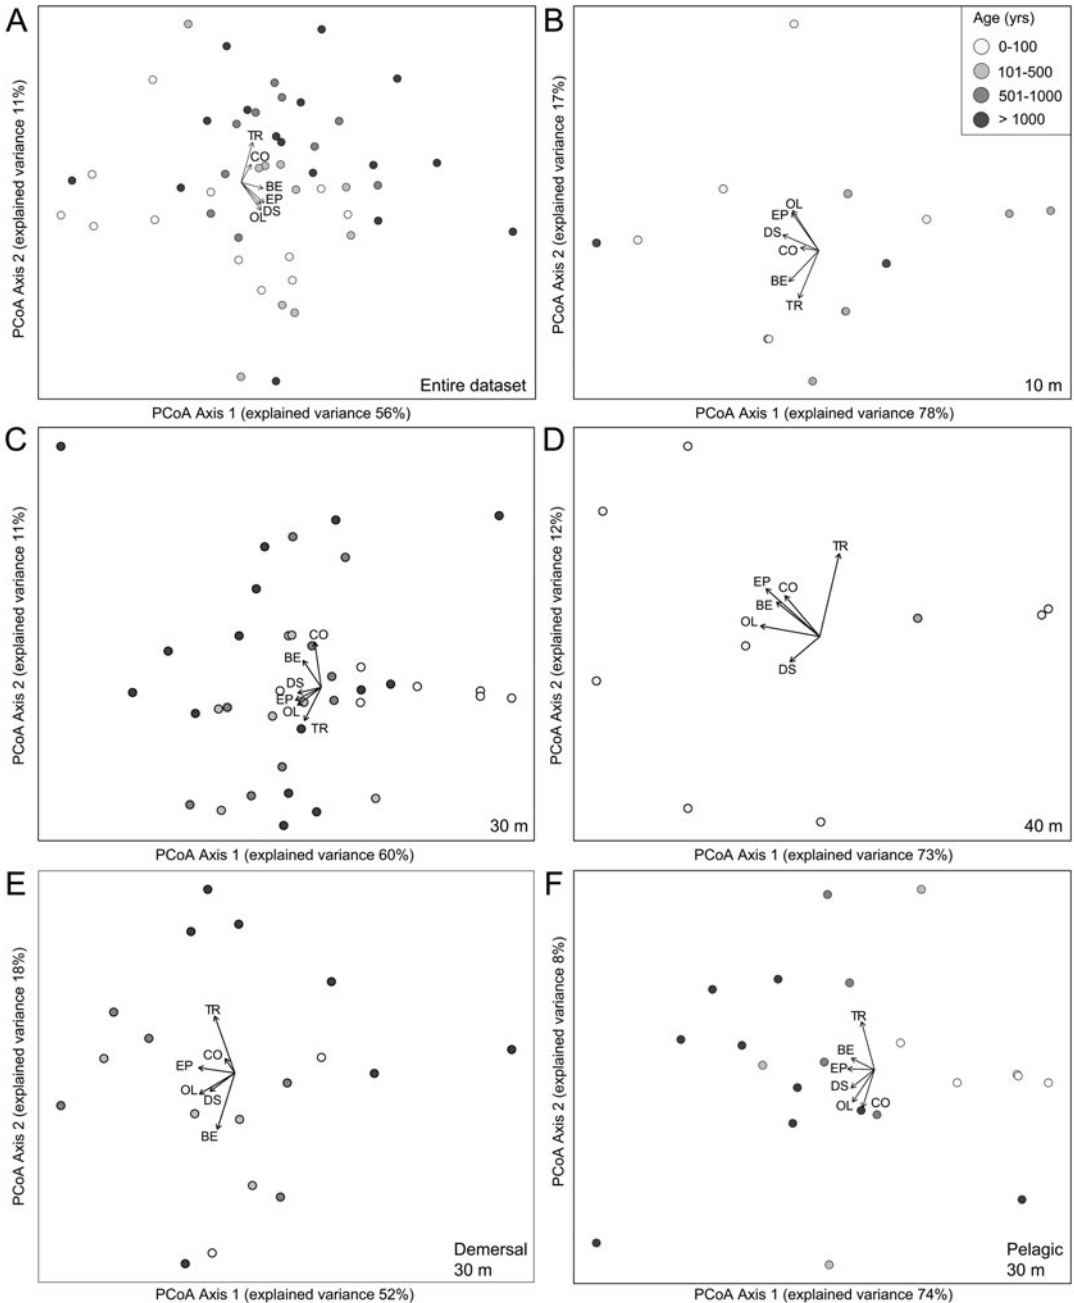 A
PCoA Axis 2 (explained variance 11%)
TR
CO
BE
EP
DS
OL
Entire dataset
PCoA Axis 1 (explained variance 56%)
B
PCoA Axis 2 (explained variance 17%)
Age (yrs)
0-100
101-500
501-1000
> 1000
OL
EP
DS
CO
BE
TR
10 m
PCoA Axis 1 (explained variance 78%)
C
PCoA Axis 2 (explained variance 11%)
CO
BE
DS
EP
OL
TR
30 m
PCoA Axis 1 (explained variance 60%)
D
PCoA Axis 2 (explained variance 12%)
TR
EP
CO
BE
OL
DS
40 m
PCoA Axis 1 (explained variance 73%)
E
PCoA Axis 2 (explained variance 18%)
TR
CO
EP
OL
DS
BE
Demersal
30 m
PCoA Axis 1 (explained variance 52%)
F
PCoA Axis 2 (explained variance 8%)
TR
BE
EP
DS
OL
CO
Pelagic
30 m
PCoA Axis 1 (explained variance 74%)